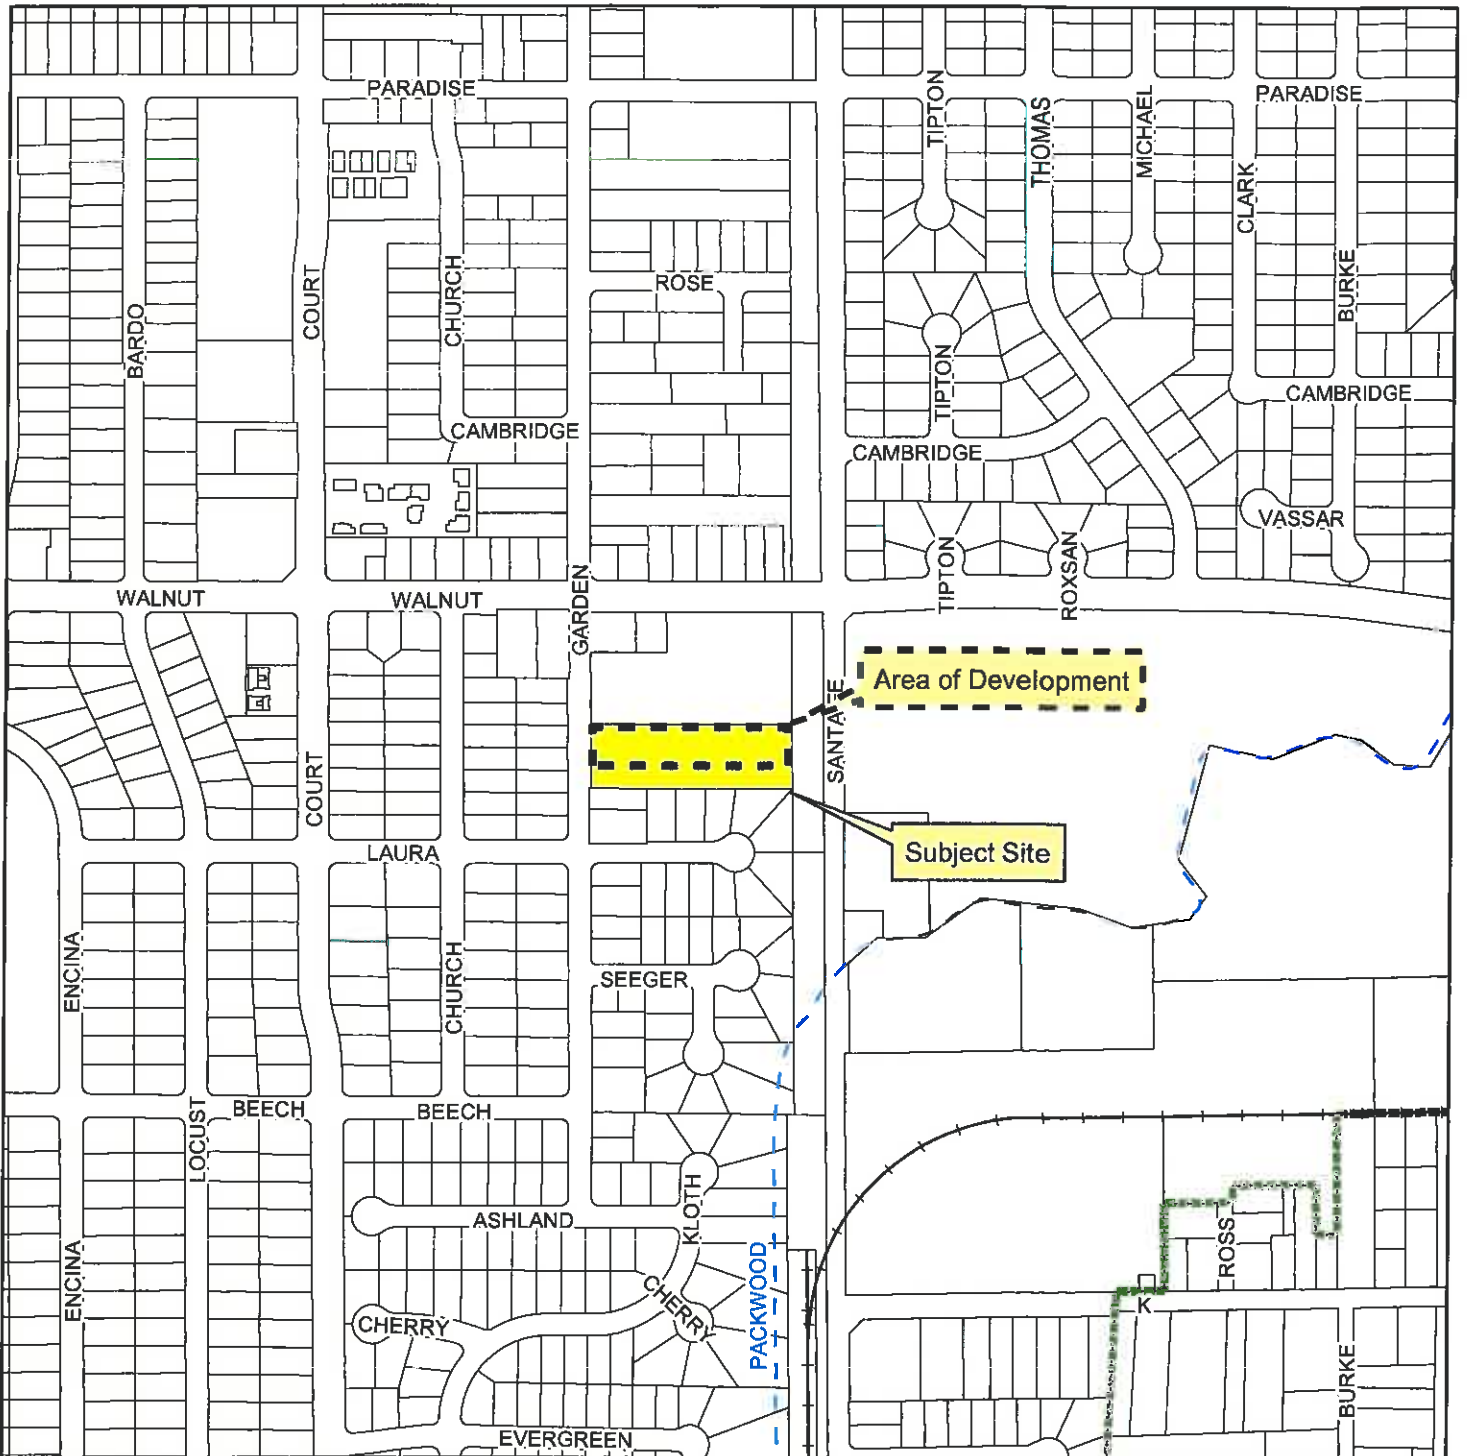 PARADISE
PARADISE
TIPTON
THOMAS
MICHAEL
CLARK
BURKE
COURT
CHURCH
ROSE
BARDO
TIPTON
CAMBRIDGE
CAMBRIDGE
CAMBRIDGE
VASSAR
TIPTON
ROXSAN
WALNUT
WALNUT
GARDEN
Area of Development
SANTA FE
COURT
LAURA
Subject Site
ENCINA
CHURCH
SEEGER
BEECH
BEECH
LOCUST
KLOTH
ASHLAND
ROSS
ENCINA
CHERRY
CHERRY
PACKWOOD
K
BURKE
EVERGREEN